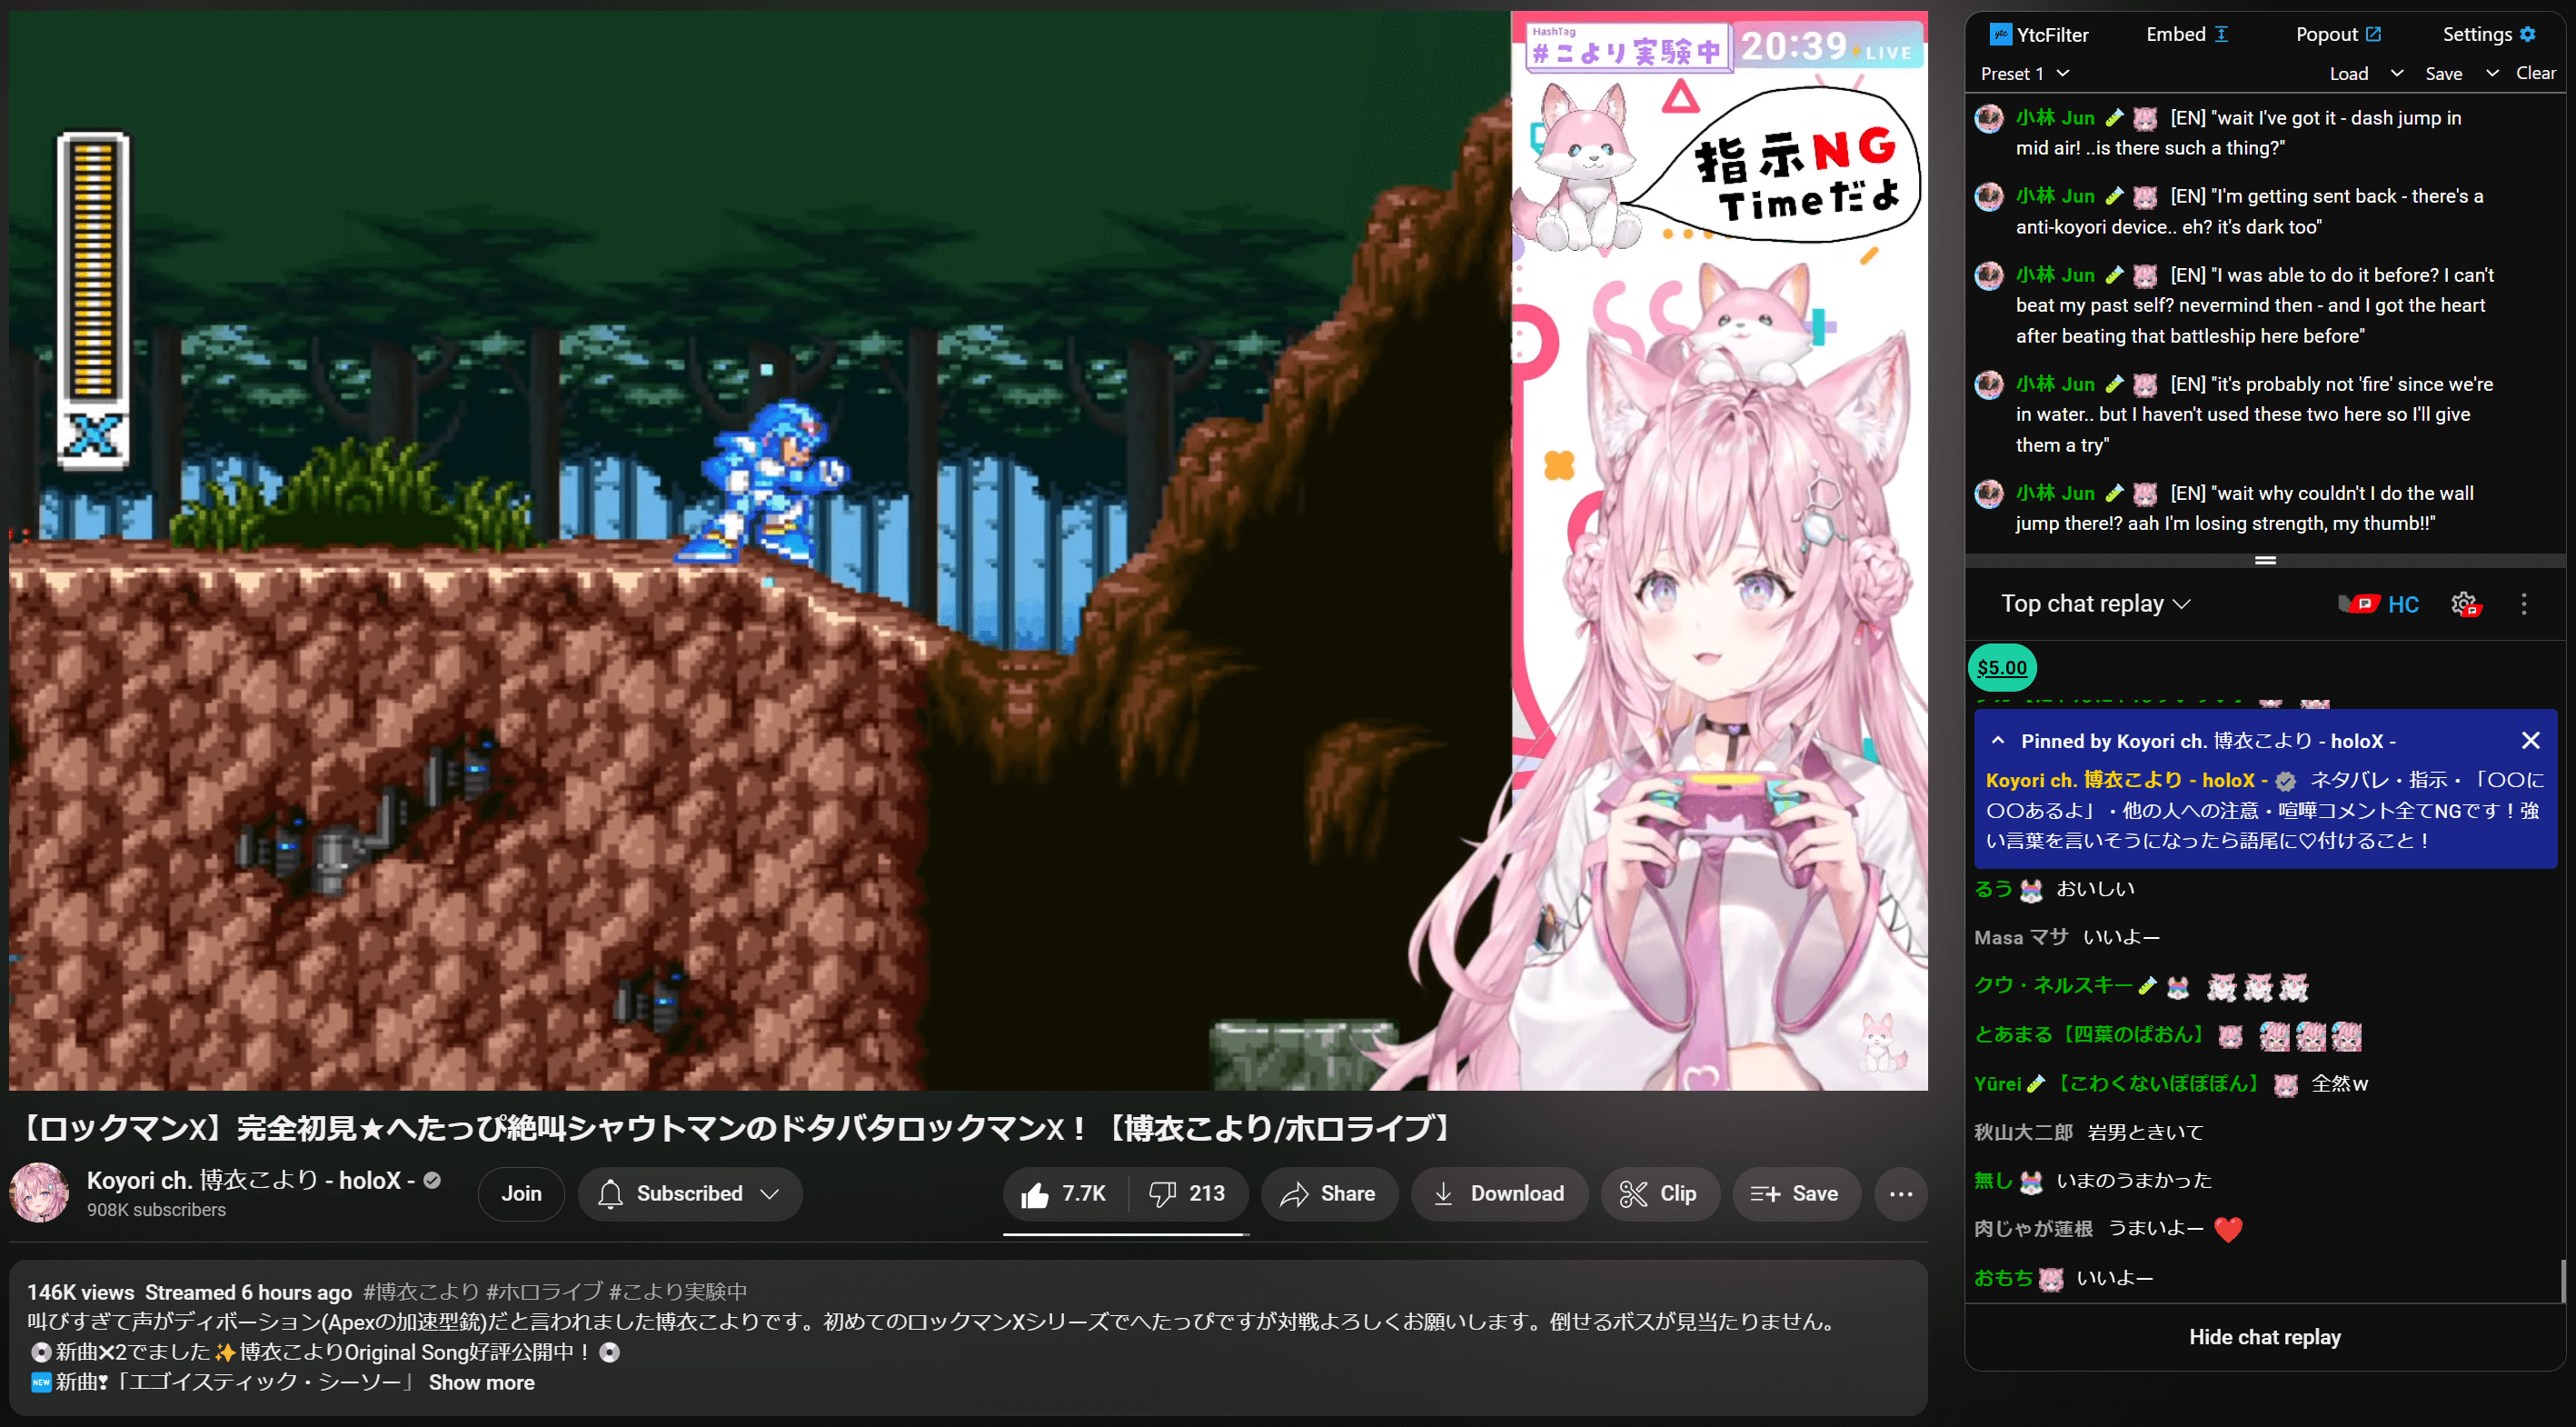 HashTag
#こより実験中
20:39 LIVE
指示NG
Timeだよ
X
【ロックマンX】完全初見★へたっぴ絶叫シャウトマンのドタバタロックマンX！【博衣こより/ホロライブ】
Koyori ch. 博衣こより - holoX -
908K subscribers
Join
Subscribed
7.7K
213
Share
Download
Clip
Save
146K views Streamed 6 hours ago #博衣こより #ホロライブ #こより実験中
叫びすぎて声がディボーション(Apexの加速型銃)だと言われました博衣こよりです。初めてのロックマンXシリーズでへたっぴですが対戦よろしくお願いします。倒せるボスが見当たりません。
💿新曲❌2でました✨博衣こよりOriginal Song好評公開中！💿
🆕新曲❣「エゴイスティック・シーソー」 Show more
ytc YtcFilter
Embed
Popout
Settings
Preset 1
Load
Save
Clear
小林 Jun [EN] "wait I've got it - dash jump in
mid air! ..is there such a thing?"
小林 Jun [EN] "I'm getting sent back - there's a
anti-koyori device.. eh? it's dark too"
小林 Jun [EN] "I was able to do it before? I can't
beat my past self? nevermind then - and I got the heart
after beating that battleship here before"
小林 Jun [EN] "it's probably not 'fire' since we're
in water.. but I haven't used these two here so I'll give
them a try"
小林 Jun [EN] "wait why couldn't I do the wall
jump there!? aah I'm losing strength, my thumb!!"
Top chat replay
HC
$5.00
Pinned by Koyori ch. 博衣こより - holoX -
Koyori ch. 博衣こより - holoX - ネタバレ・指示・「〇〇に
〇〇あるよ」・他の人への注意・喧嘩コメント全てNGです！強
い言葉を言いそうになったら語尾に♡付けること！
るう おいしい
Masa マサ いいよー
クウ・ネルスキー
とあまる【四葉のぱおん】
Yūrei【こわくないぽぽぽん】 全然w
秋山大二郎 岩男ときいて
無し いまのうまかった
肉じゃが蓮根 うまいよー ❤️
おもち いいよー
Hide chat replay